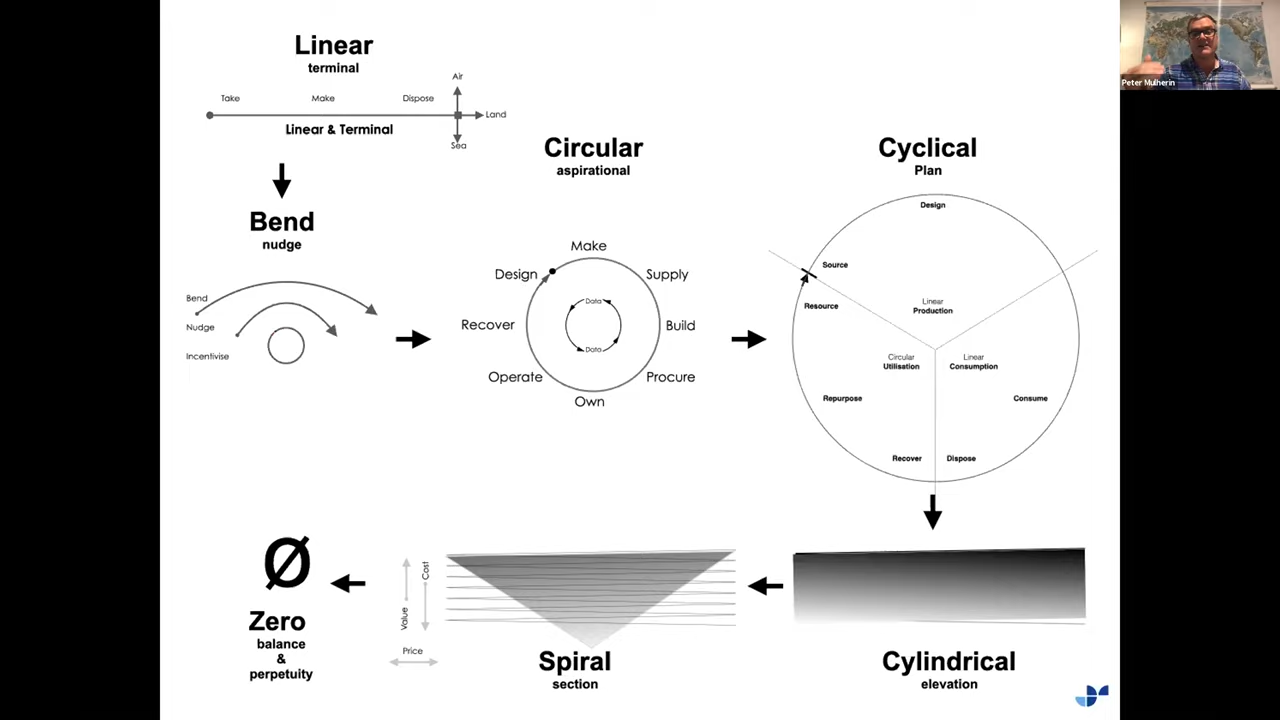 Linear
terminal
Air
Take
Make
Dispose
Land
Linear & Terminal
Sea
Bend
nudge
Bend
Nudge
Incentivise
Circular
aspirational
Make
Design
Supply
Data
Recover
Build
Data
Operate
Procure
Own
Cyclical
Plan
Design
Source
Resource
Linear
Production
Circular
Utilisation
Linear
Consumption
Repurpose
Consume
Recover
Dispose
Cylindrical
elevation
Spiral
section
Cost
Value
Price
Ø
Zero
balance
&
perpetuity
Peter Mulherin